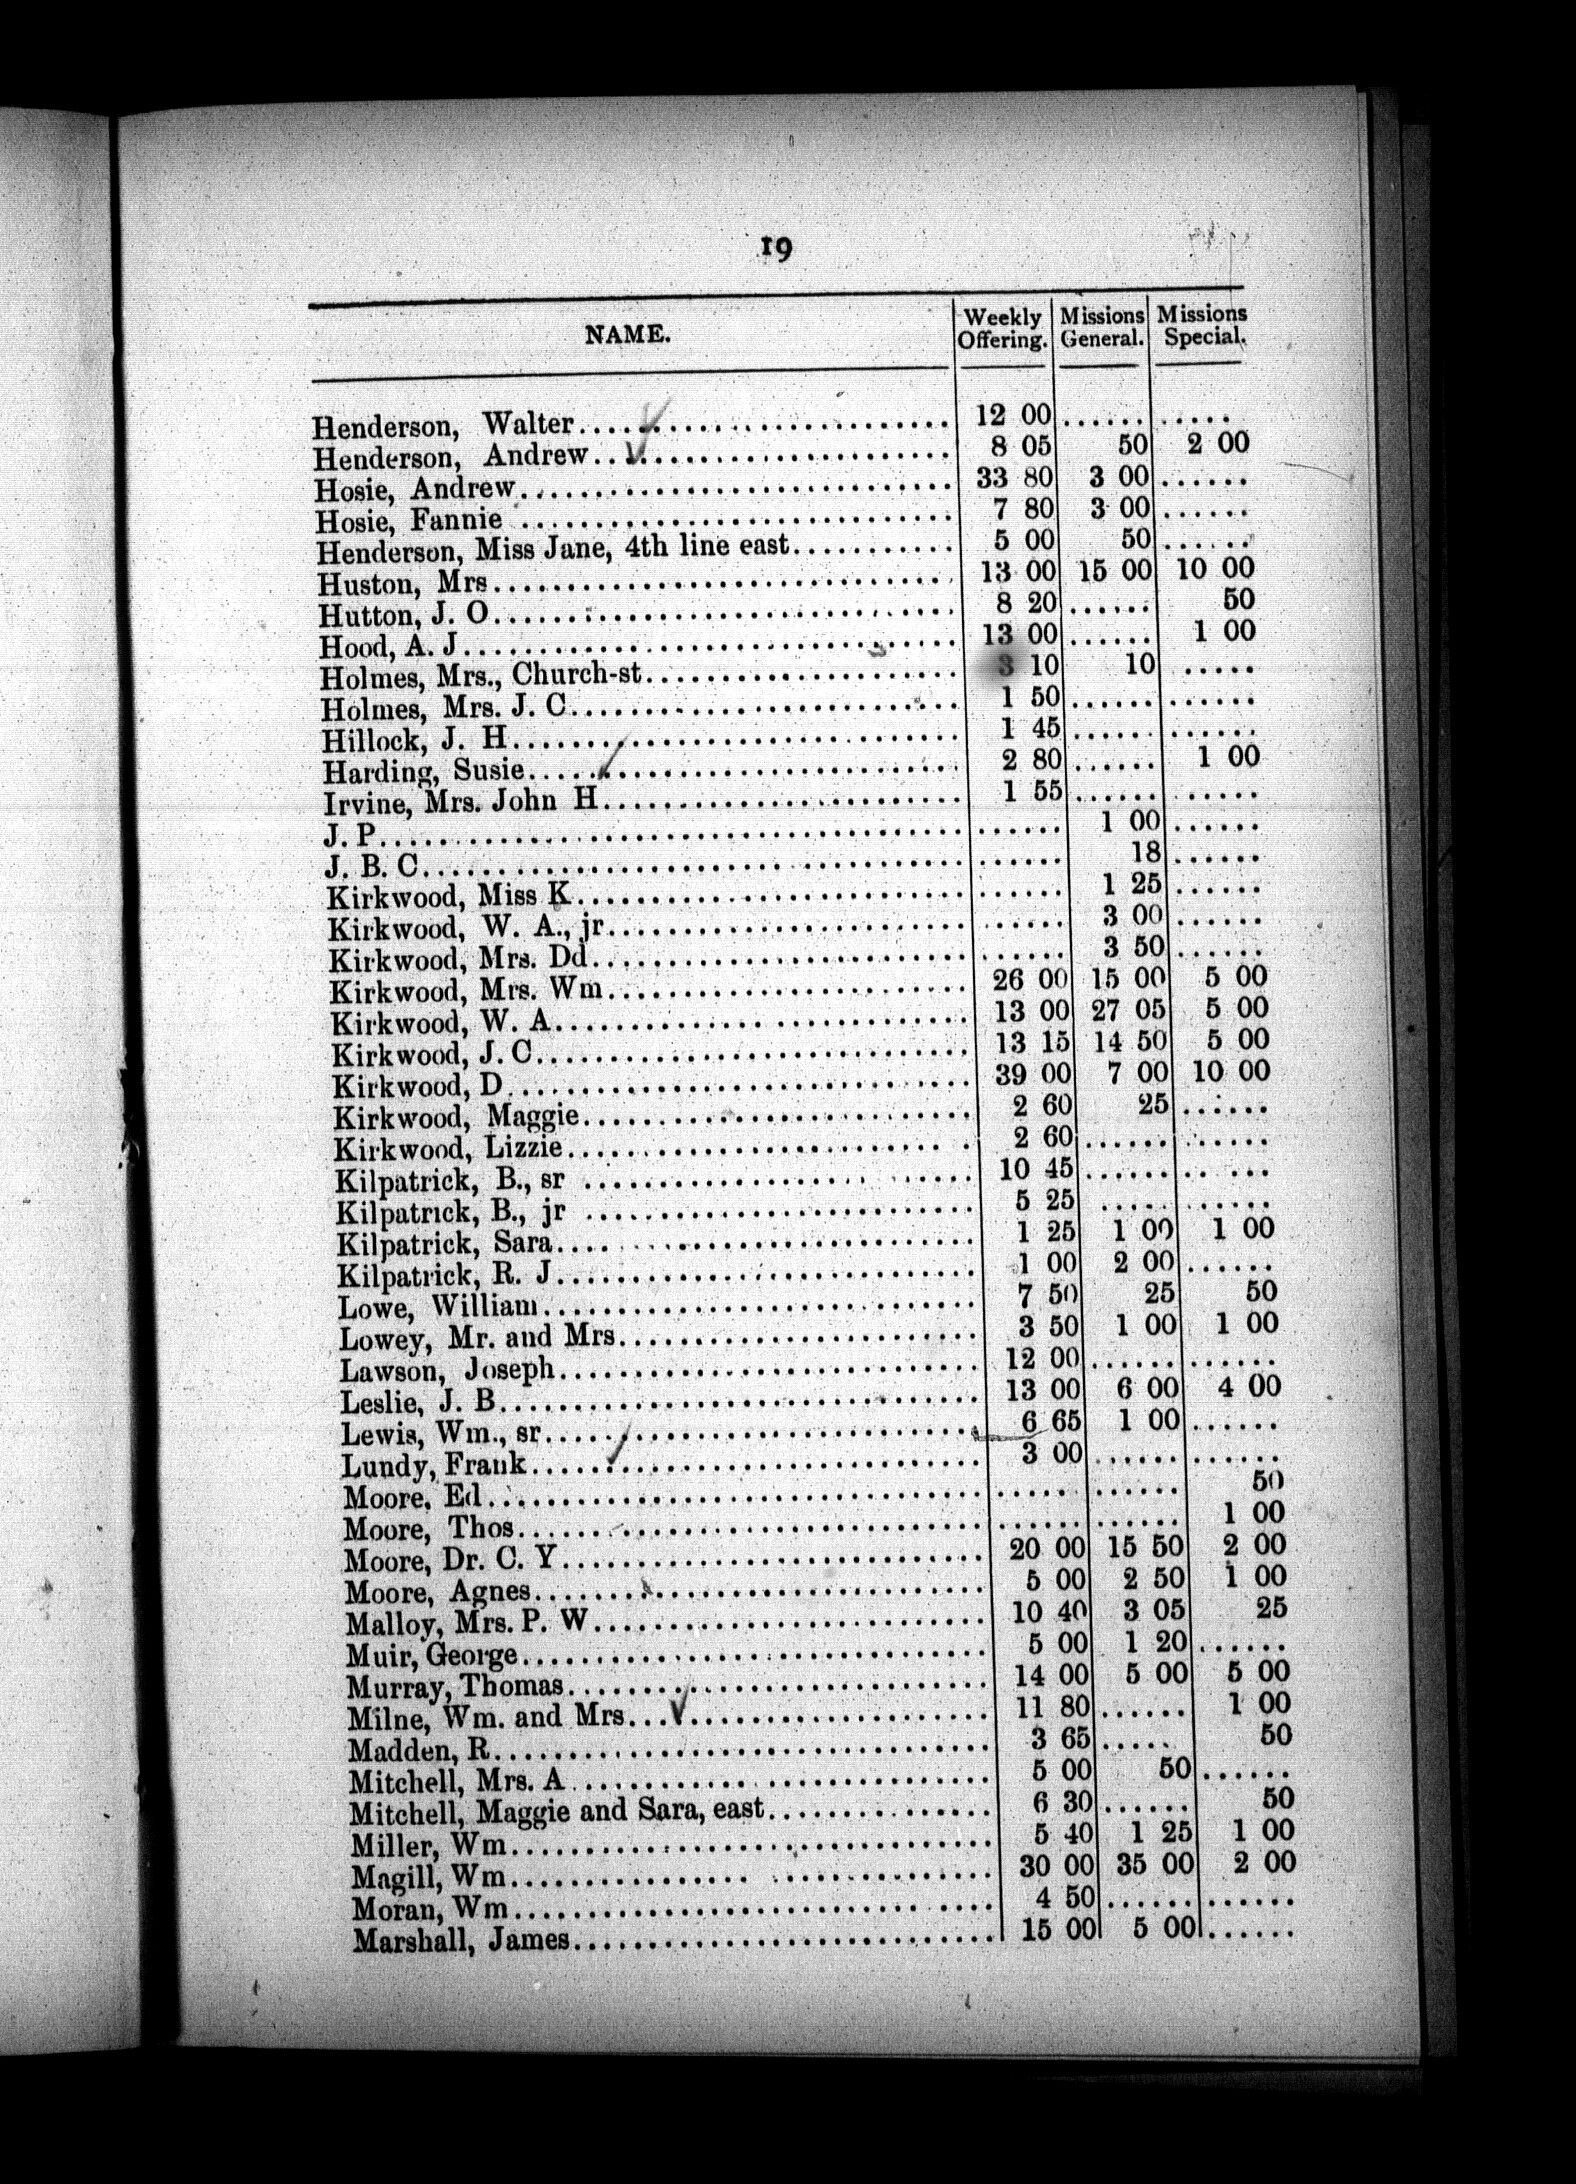 19
NAME. Weekly Offering. Missions General. Missions Special.
Henderson, Walter 12 00
Henderson, Andrew 8 05 50 2 00
Hosie, Andrew 33 80 3 00
Hosie, Fannie 7 80 3 00
Henderson, Miss Jane, 4th line east 5 00 50
Huston, Mrs 13 00 15 00 10 00
Hutton, J. O 8 20 50
Hood, A. J 13 00 1 00
Holmes, Mrs., Church-st 3 10 10
Holmes, Mrs. J. C 1 50
Hillock, J. H 1 45
Harding, Susie 2 80 1 00
Irvine, Mrs. John H 1 55
J. P 1 00
J. B. C 18
Kirkwood, Miss K 1 25
Kirkwood, W. A., jr 3 00
Kirkwood, Mrs. Dd 3 50
Kirkwood, Mrs. Wm 26 00 15 00 5 00
Kirkwood, W. A 13 00 27 05 5 00
Kirkwood, J. C 13 15 14 50 5 00
Kirkwood, D 39 00 7 00 10 00
Kirkwood, Maggie 2 60 25
Kirkwood, Lizzie 2 60
Kilpatrick, B., sr 10 45
Kilpatrick, B., jr 5 25
Kilpatrick, Sara 1 25 1 00 1 00
Kilpatrick, R. J 1 00 2 00
Lowe, William 7 50 25 50
Lowey, Mr. and Mrs 3 50 1 00 1 00
Lawson, Joseph 12 00
Leslie, J. B 13 00 6 00 4 00
Lewis, Wm., sr 6 65 1 00
Lundy, Frank 3 00
Moore, Ed 50
Moore, Thos 1 00
Moore, Dr. C. Y 20 00 15 50 2 00
Moore, Agnes 5 00 2 50 1 00
Malloy, Mrs. P. W 10 40 3 05 25
Muir, George 5 00 1 20
Murray, Thomas 14 00 5 00 5 00
Milne, Wm. and Mrs 11 80 1 00
Madden, R 3 65 50
Mitchell, Mrs. A 5 00 50
Mitchell, Maggie and Sara, east 6 30 50
Miller, Wm 5 40 1 25 1 00
Magill, Wm 30 00 35 00 2 00
Moran, Wm 4 50
Marshall, James 15 00 5 00